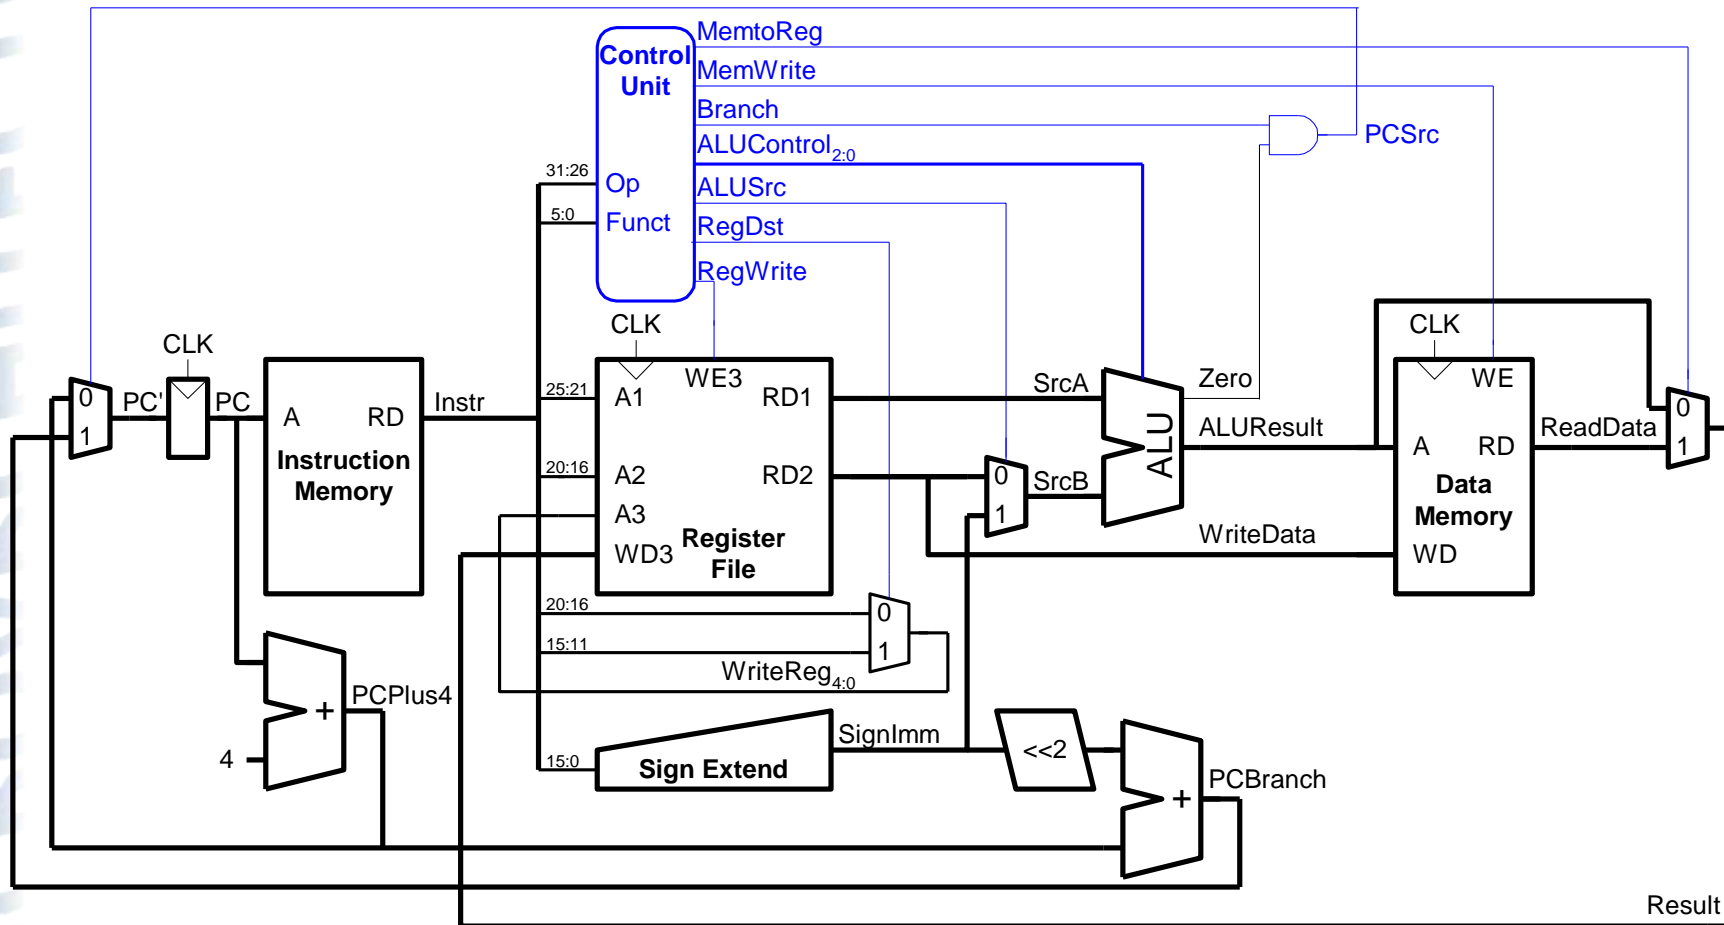 MemtoReg
Control
Unit
MemWrite
Branch
PCSrc
ALUControl2:0
31:26
Op
ALUSrc
5:0
Funct
RegDst
RegWrite
CLK
CLK
CLK
WE3
WE
0
PC'
PC
A
RD
Instr
25:21
A1
RD1
SrcA
Zero
0
1
ALU
ALUResult
ReadData
1
Instruction
Memory
20:16
A2
RD2
0
SrcB
A
RD
A3
1
Data
Memory
WD3
Register
File
WriteData
WD
20:16
0
15:11
1
WriteReg4:0
PCPlus4
+
SignImm
4
15:0
Sign Extend
<<2
PCBranch
+
Result